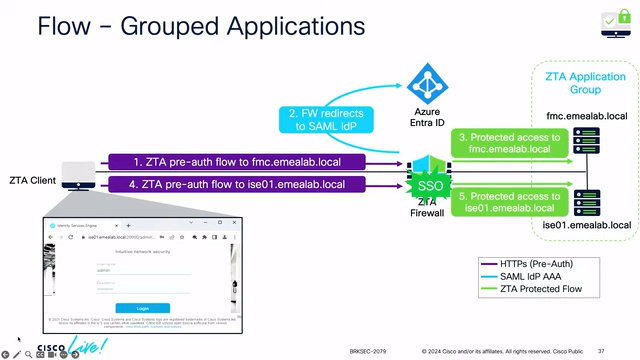 Flow – Grouped Applications
ZTA Application
Group
fmc.emealab.local
Azure
Entra ID
2. FW redirects
to SAML IdP
3. Protected access to
fmc.emealab.local
1. ZTA pre-auth flow to fmc.emealab.local
ZTA Client
SSO
4. ZTA pre-auth flow to ise01.emealab.local
5. Protected access to
ise01.emealab.local
ZTA
Firewall
ise01.emealab.local
Identity Services Engine
Intuitive network security
admin
Login
HTTPs (Pre-Auth)
SAML IdP AAA
ZTA Protected Flow
CISCO Live!
BRKSEC-2079
© 2024 Cisco and/or its affiliates. All rights reserved. Cisco Public
37